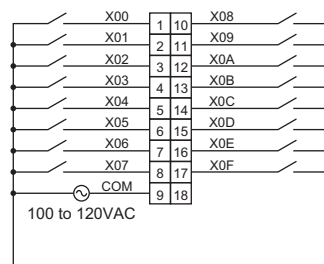 X00 1 10 X08
X01 2 11 X09
X02 3 12 X0A
X03 4 13 X0B
X04 5 14 X0C
X05 6 15 X0D
X06 7 16 X0E
X07 8 17 X0F
COM 9 18
100 to 120VAC